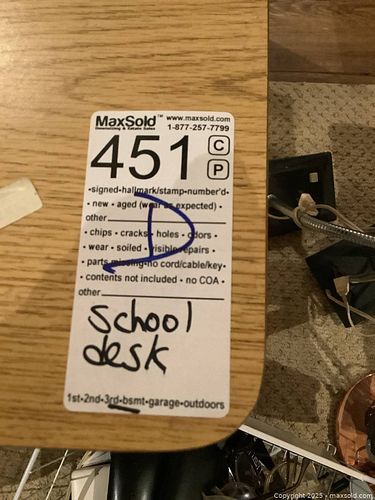 MaxSold™ www.maxsold.com
Downsizing & Estate Sales 1-877-257-7799
451 C
P
•signed-hallmark/stamp-number'd•
• new • aged (wear as expected) •
other
• chips • cracks • holes • odors •
• wear • soiled • visible repairs •
• parts missing-no cord/cable/key•
• contents not included • no COA •
other
school
desk
D
1st-2nd-3rd-bsmt-garage-outdoors
Copyright 2025 - maxsold.com